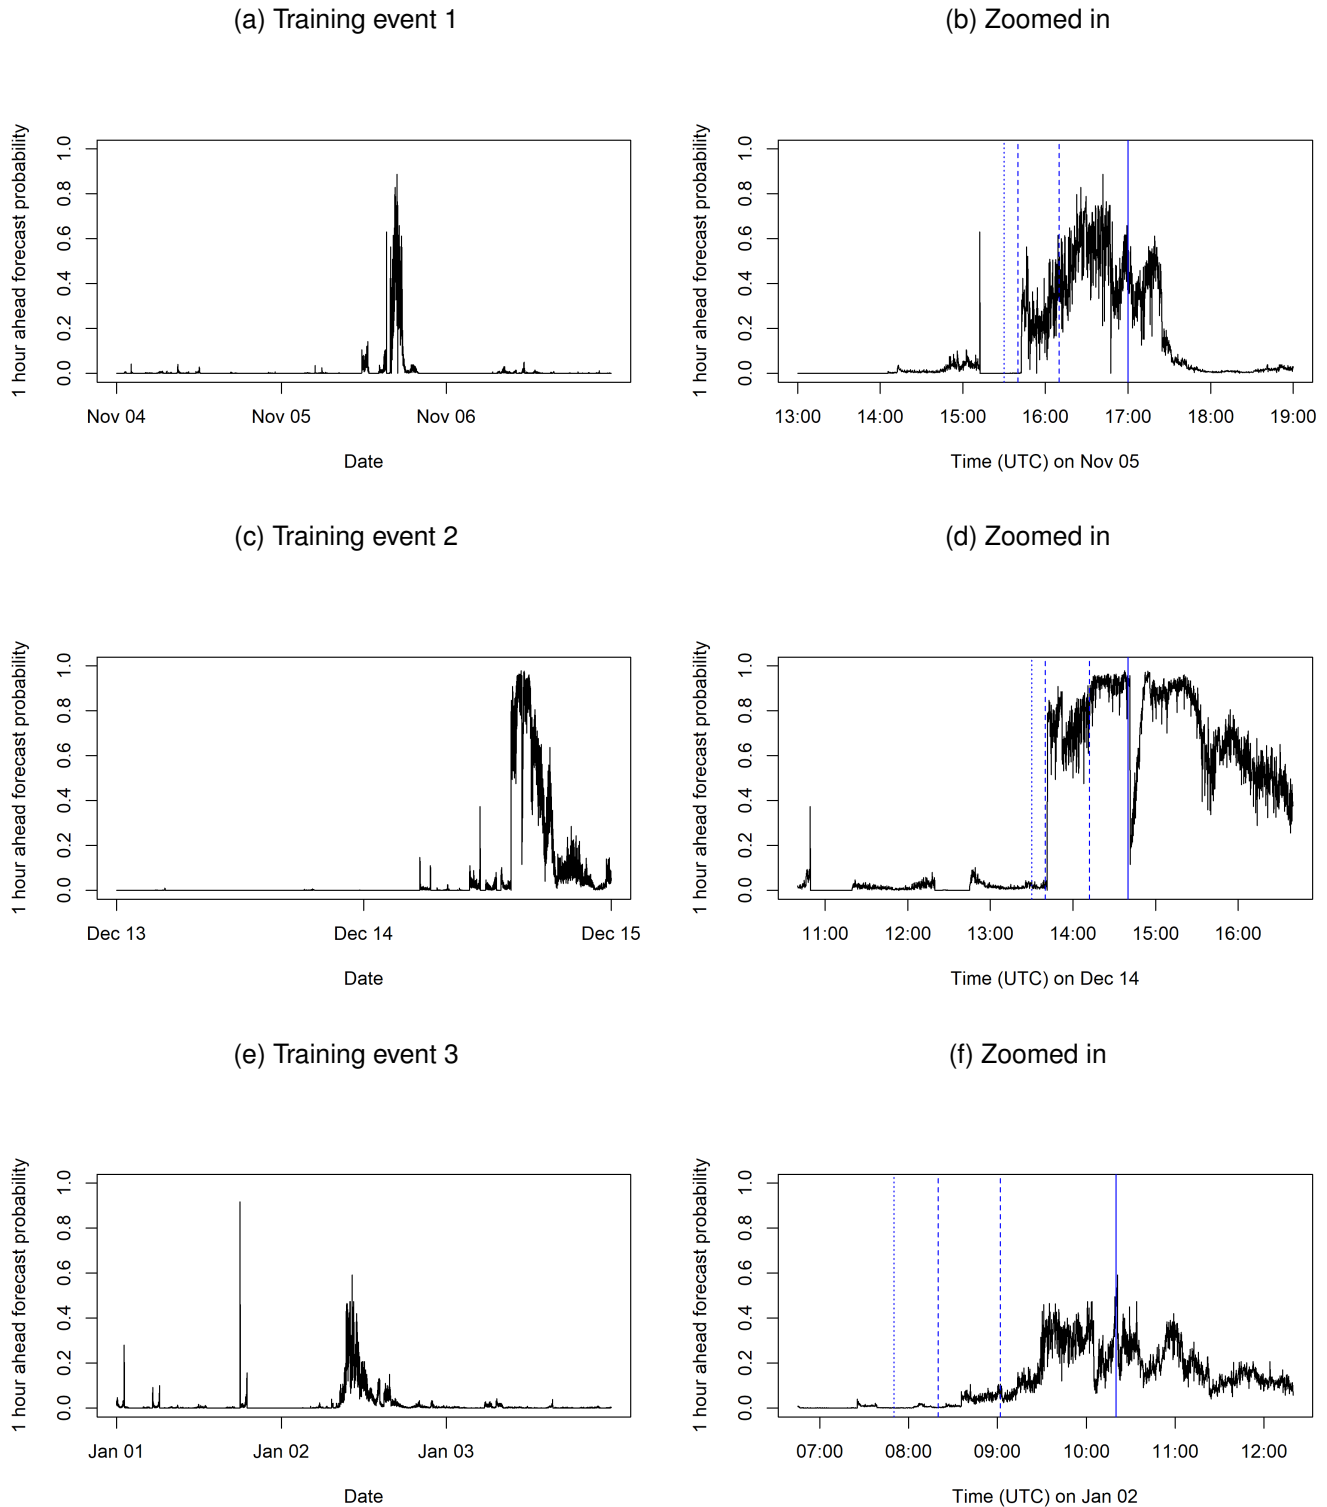 (a) Training event 1
(b) Zoomed in
1 hour ahead forecast probability
0.0 0.2 0.4 0.6 0.8 1.0
Nov 04 Nov 05 Nov 06
Date
1 hour ahead forecast probability
0.0 0.2 0.4 0.6 0.8 1.0
13:00 14:00 15:00 16:00 17:00 18:00 19:00
Time (UTC) on Nov 05
(c) Training event 2
(d) Zoomed in
1 hour ahead forecast probability
0.0 0.2 0.4 0.6 0.8 1.0
Dec 13 Dec 14 Dec 15
Date
1 hour ahead forecast probability
0.0 0.2 0.4 0.6 0.8 1.0
11:00 12:00 13:00 14:00 15:00 16:00
Time (UTC) on Dec 14
(e) Training event 3
(f) Zoomed in
1 hour ahead forecast probability
0.0 0.2 0.4 0.6 0.8 1.0
Jan 01 Jan 02 Jan 03
Date
1 hour ahead forecast probability
0.0 0.2 0.4 0.6 0.8 1.0
07:00 08:00 09:00 10:00 11:00 12:00
Time (UTC) on Jan 02